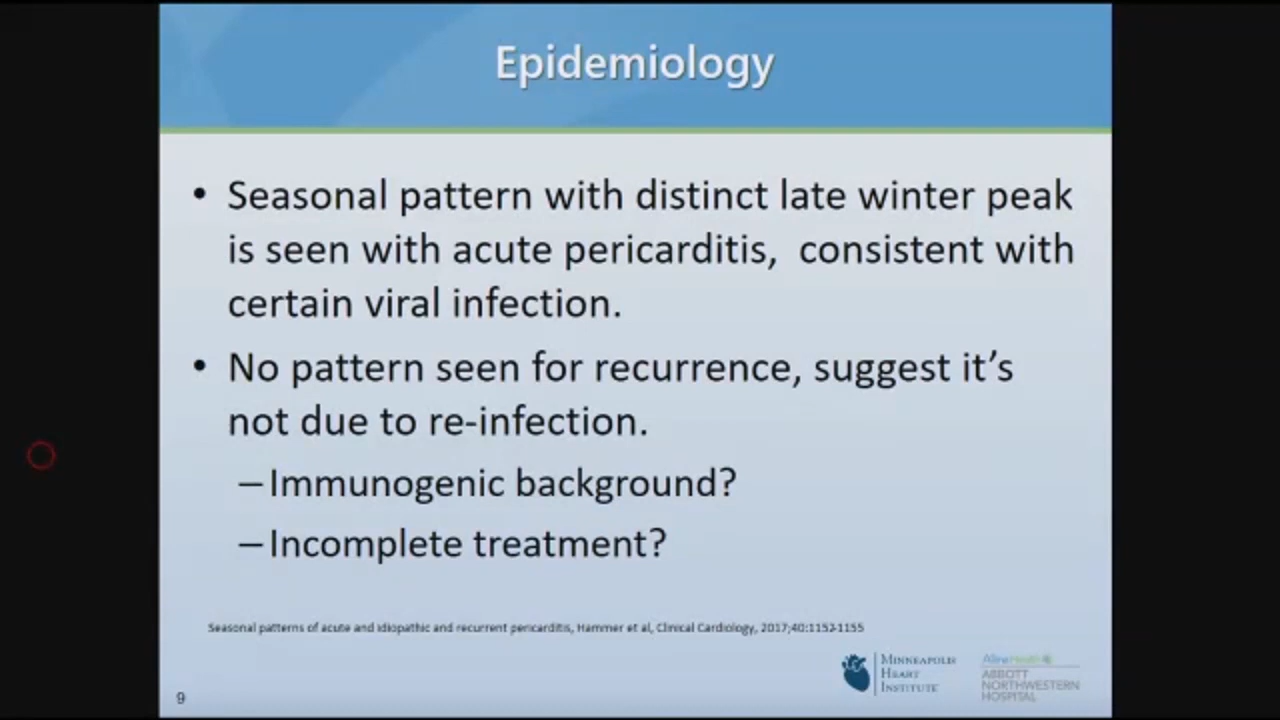 Epidemiology
• Seasonal pattern with distinct late winter peak
is seen with acute pericarditis, consistent with
certain viral infection.
• No pattern seen for recurrence, suggest it’s
not due to re-infection.
–Immunogenic background?
–Incomplete treatment?
Seasonal patterns of acute and idiopathic and recurrent pericarditis, Hammer et al, Clinical Cardiology, 2017;40:1152-1155
MINNEAPOLIS
HEART
INSTITUTE
Allina Health
ABBOTT
NORTHWESTERN
HOSPITAL
9